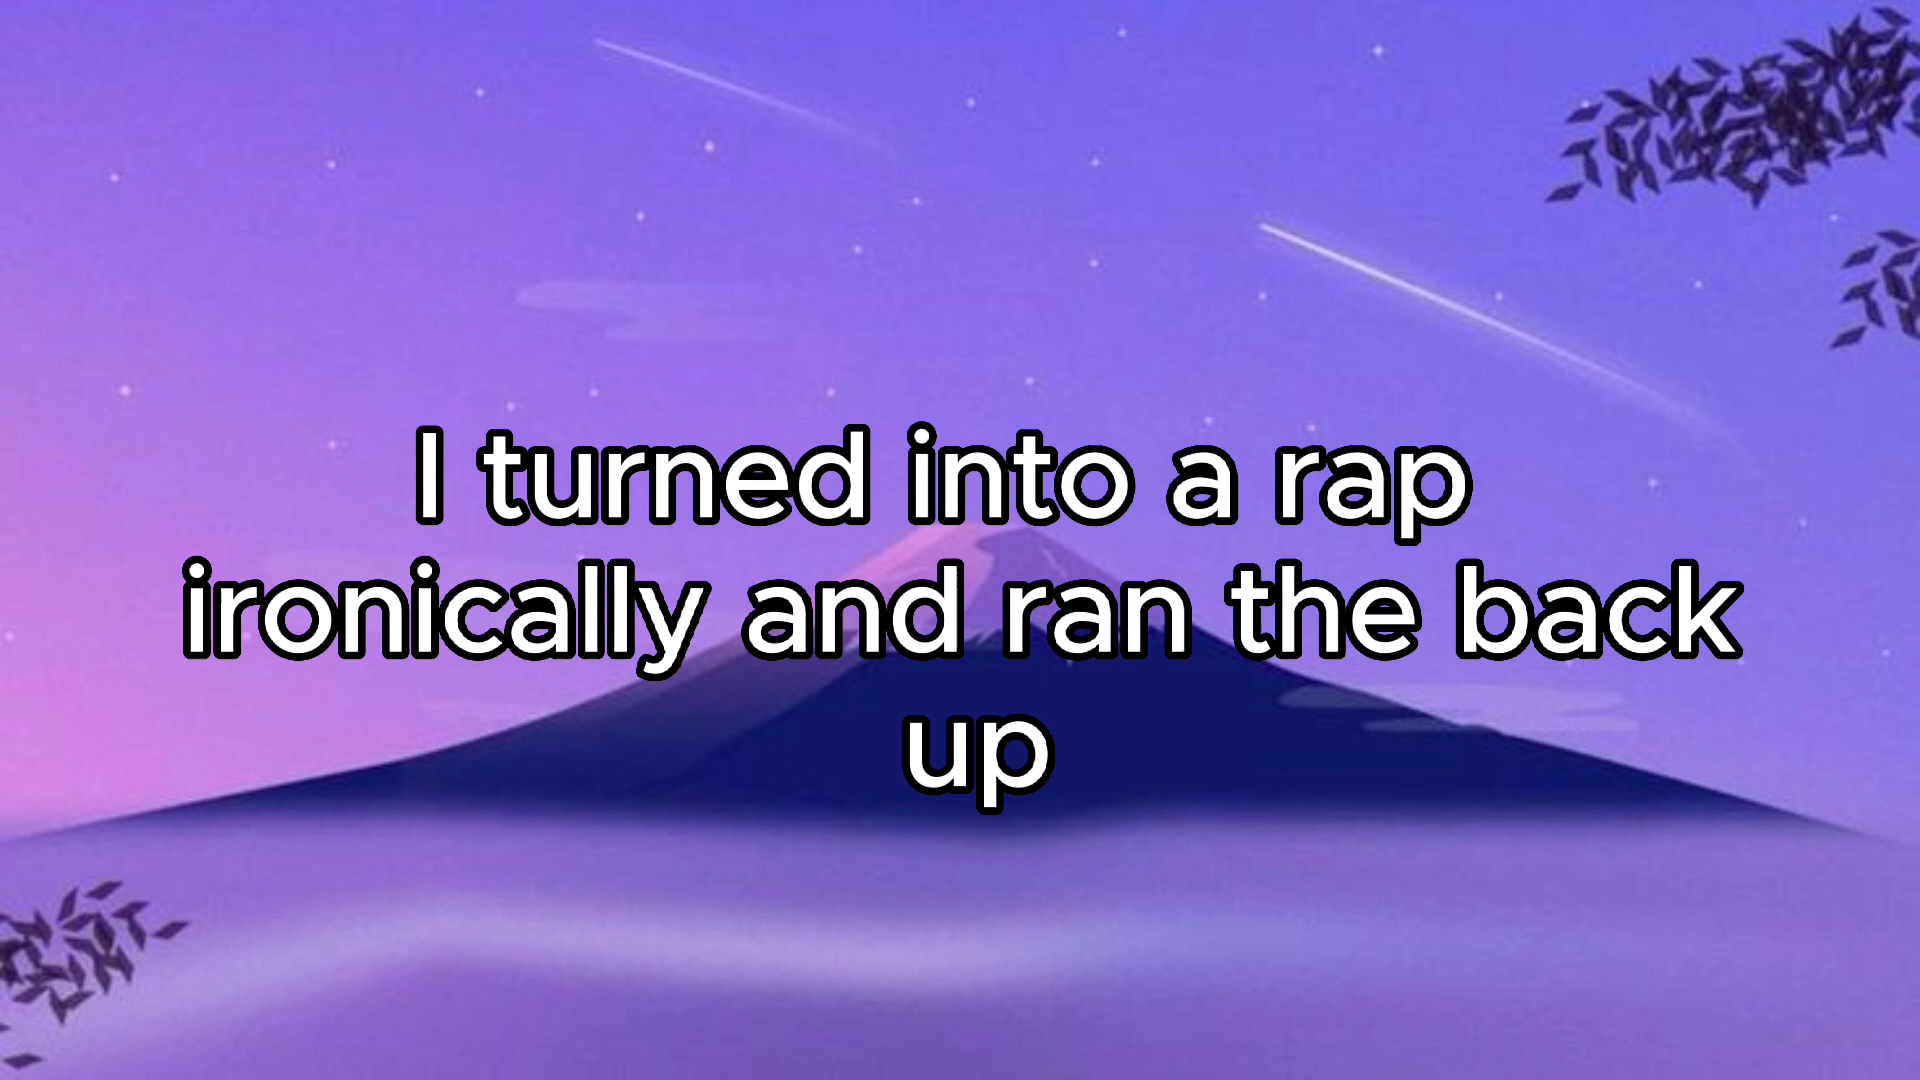 I turned into a rap
ironically and ran the back
up